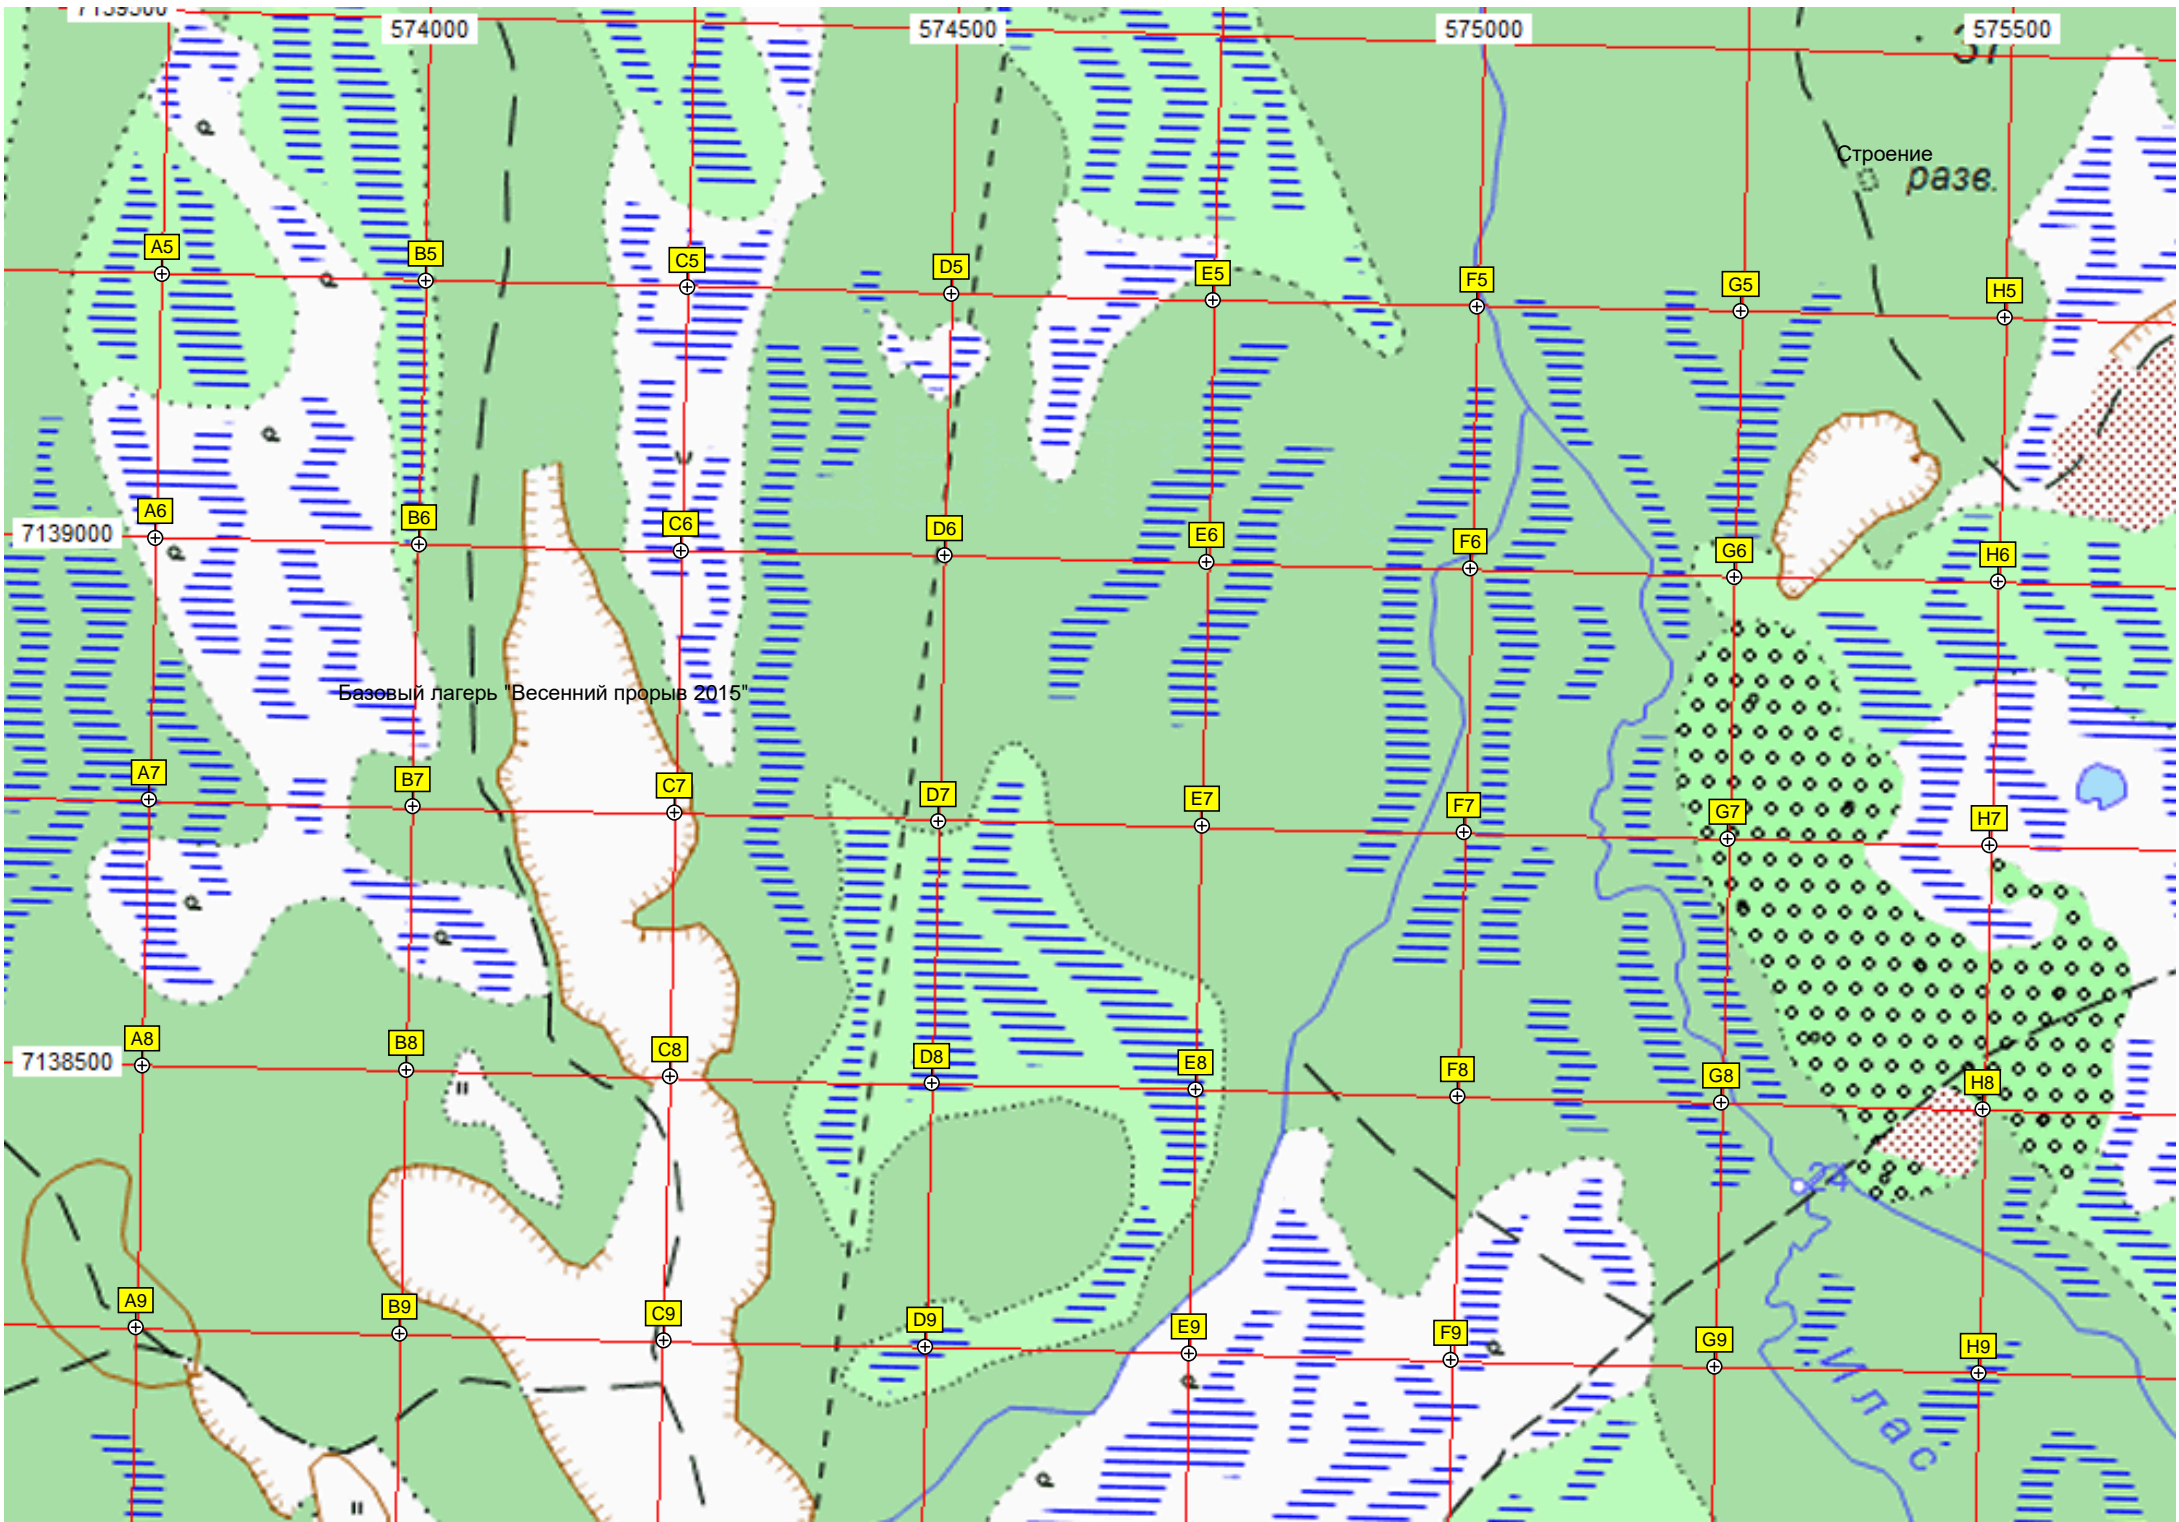 7139500
574000 574500 575000 575500
37
Строение
разв.
A5 B5 C5 D5 E5 F5 G5 H5
7139000
A6 B6 C6 D6 E6 F6 G6 H6
Базовый лагерь "Весенний прорыв 2015"
A7 B7 C7 D7 E7 F7 G7 H7
7138500
A8 B8 C8 D8 E8 F8 G8 H8
24
A9 B9 C9 D9 E9 F9 G9 H9
Илас